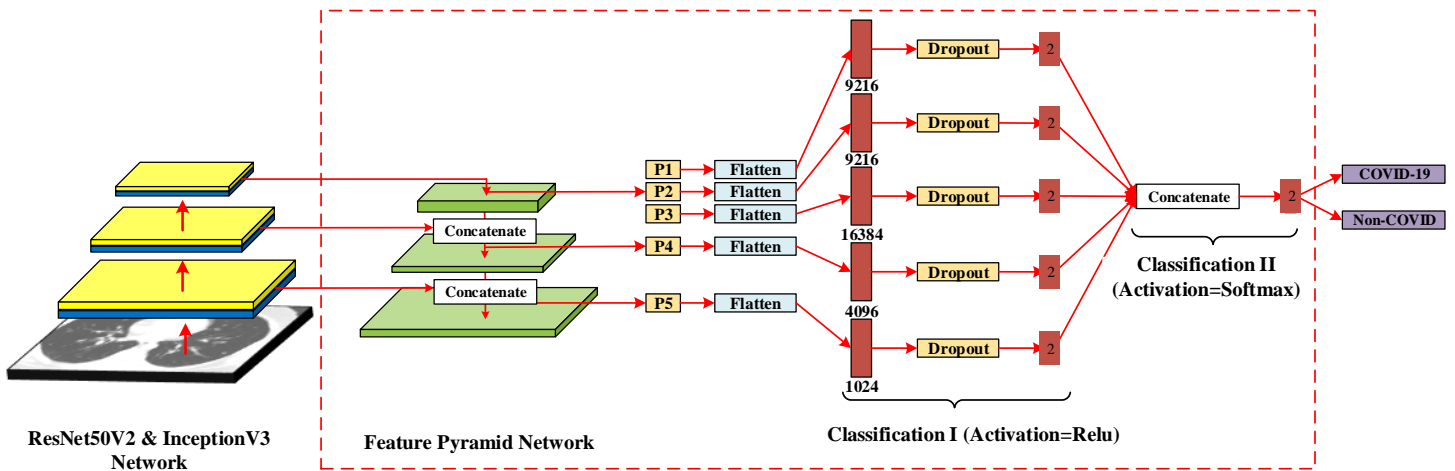 ResNet50V2 & InceptionV3
Network
Concatenate
Concatenate
Feature Pyramid Network
P1
Flatten
P2
Flatten
P3
Flatten
P4
Flatten
P5
Flatten
9216
Dropout
2
9216
Dropout
2
16384
Dropout
2
4096
Dropout
2
1024
Dropout
2
Classification I (Activation=Relu)
Concatenate
2
Classification II
(Activation=Softmax)
COVID-19
Non-COVID